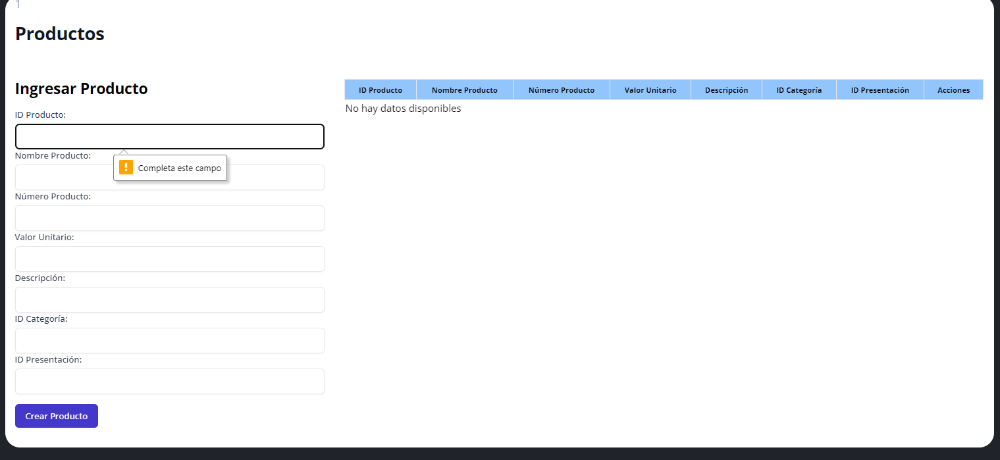 1
Productos
Ingresar Producto
ID Producto:
Completa este campo
Nombre Producto:
Número Producto:
Valor Unitario:
Descripción:
ID Categoría:
ID Presentación:
Crear Producto
ID Producto Nombre Producto Número Producto Valor Unitario Descripción ID Categoría ID Presentación Acciones
No hay datos disponibles